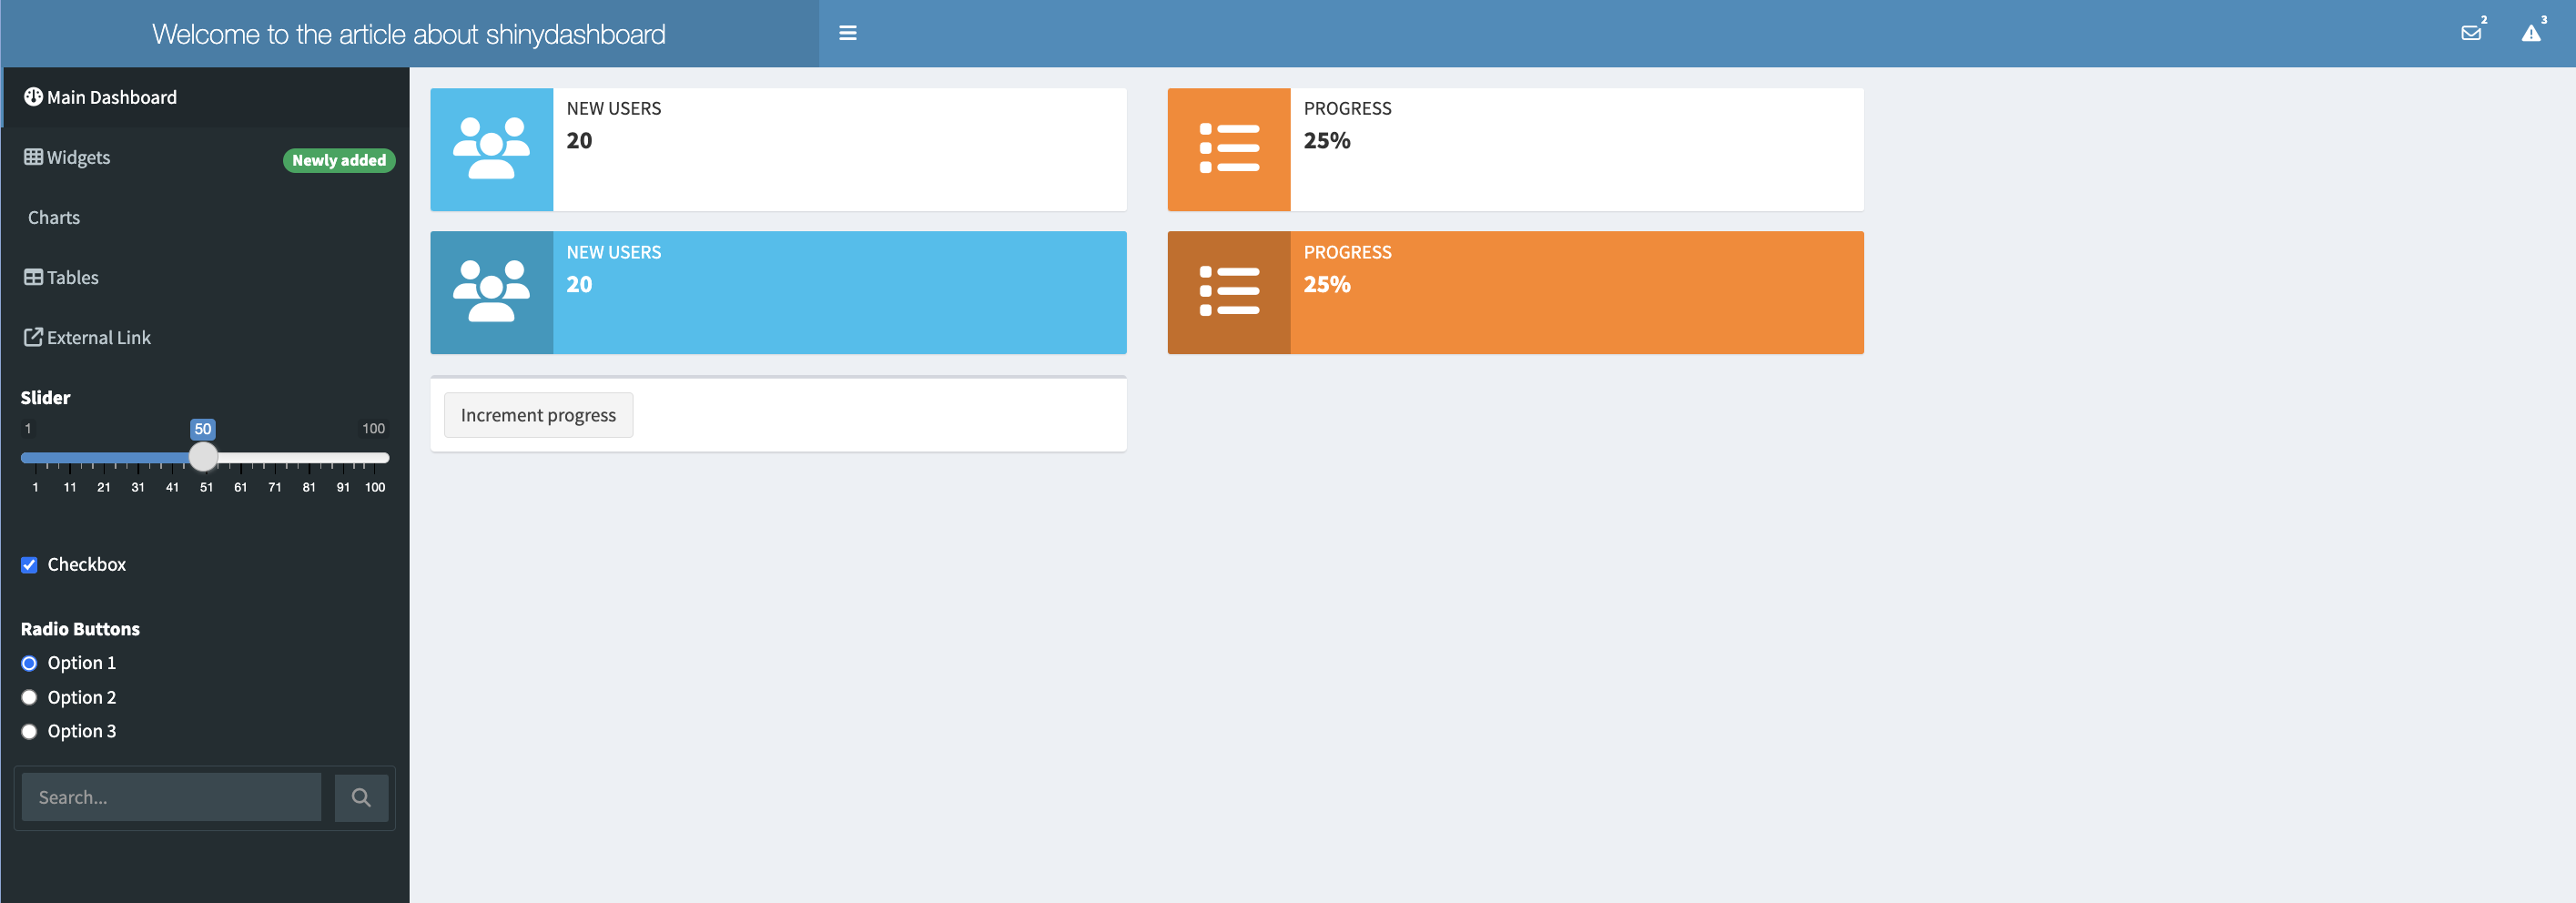 Welcome to the article about shinydashboard
2
3
Main Dashboard
Widgets
Newly added
Charts
Tables
External Link
Slider
1
50
100
1 11 21 31 41 51 61 71 81 91 100
Checkbox
Radio Buttons
Option 1
Option 2
Option 3
Search...
NEW USERS
20
PROGRESS
25%
NEW USERS
20
PROGRESS
25%
Increment progress